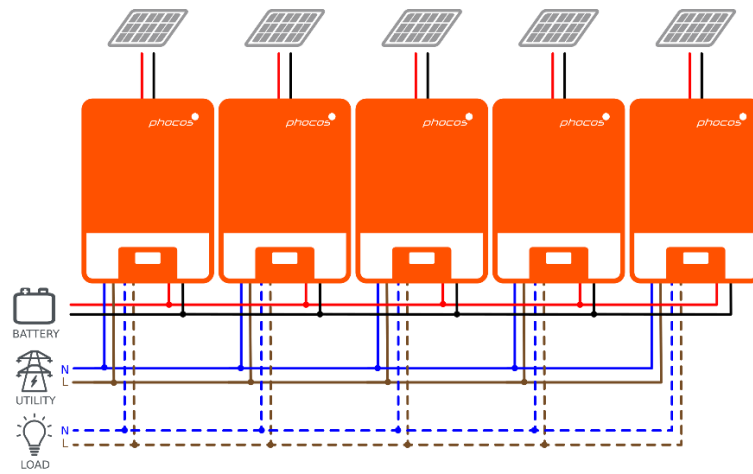 phocos phocos phocos phocos phocos
BATTERY
N
L
UTILITY
N
L
LOAD